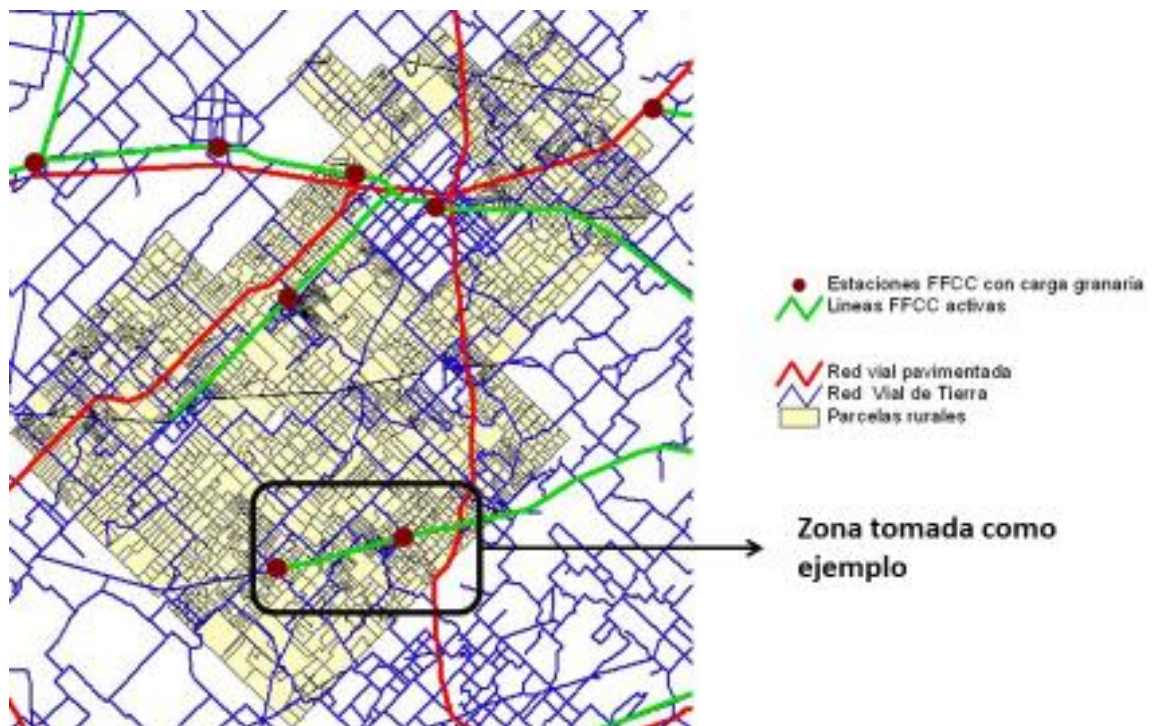 Estaciones FFCC con carga granaria
Lineas FFCC activas
Red vial pavimentada
Red Vial de Tierra
Parcelas rurales
Zona tomada como
ejemplo